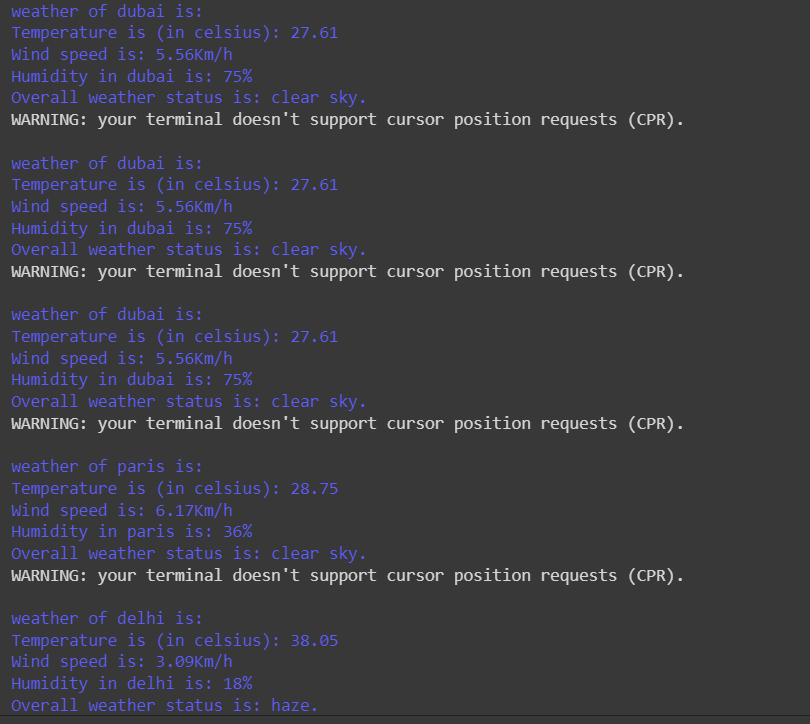 weather of dubai is:
Temperature is (in celsius): 27.61
Wind speed is: 5.56Km/h
Humidity in dubai is: 75%
Overall weather status is: clear sky.
WARNING: your terminal doesn't support cursor position requests (CPR).
weather of dubai is:
Temperature is (in celsius): 27.61
Wind speed is: 5.56Km/h
Humidity in dubai is: 75%
Overall weather status is: clear sky.
WARNING: your terminal doesn't support cursor position requests (CPR).
weather of dubai is:
Temperature is (in celsius): 27.61
Wind speed is: 5.56Km/h
Humidity in dubai is: 75%
Overall weather status is: clear sky.
WARNING: your terminal doesn't support cursor position requests (CPR).
weather of paris is:
Temperature is (in celsius): 28.75
Wind speed is: 6.17Km/h
Humidity in paris is: 36%
Overall weather status is: clear sky.
WARNING: your terminal doesn't support cursor position requests (CPR).
weather of delhi is:
Temperature is (in celsius): 38.05
Wind speed is: 3.09Km/h
Humidity in delhi is: 18%
Overall weather status is: haze.